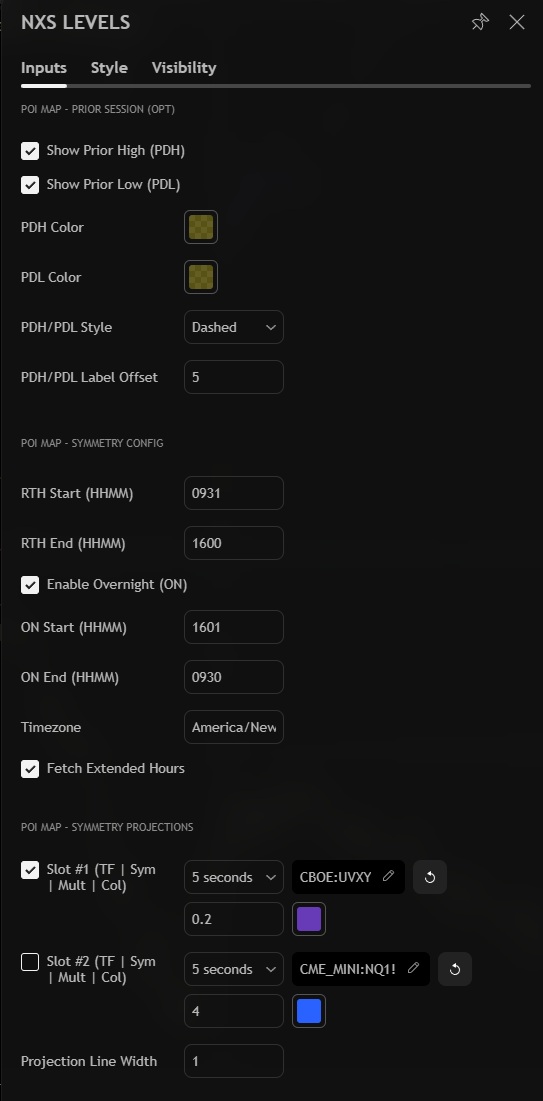 NXS LEVELS
Inputs Style Visibility
POI MAP - PRIOR SESSION (OPT)
Show Prior High (PDH)
Show Prior Low (PDL)
PDH Color
PDL Color
PDH/PDL Style Dashed
PDH/PDL Label Offset 5
POI MAP - SYMMETRY CONFIG
RTH Start (HHMM) 0931
RTH End (HHMM) 1600
Enable Overnight (ON)
ON Start (HHMM) 1601
ON End (HHMM) 0930
Timezone America/New
Fetch Extended Hours
POI MAP - SYMMETRY PROJECTIONS
Slot #1 (TF | Sym
| Mult | Col) 5 seconds CBOE:UVXY
0.2
Slot #2 (TF | Sym
| Mult | Col) 5 seconds CME_MINI:NQ1!
4
Projection Line Width 1